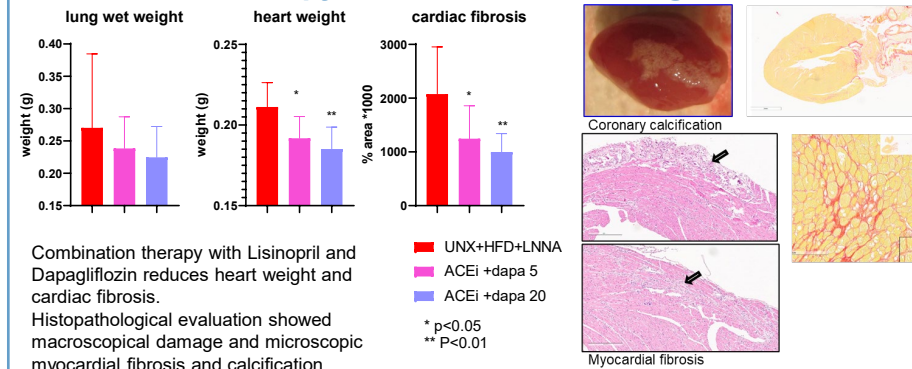 lung wet weight
heart weight
cardiac fibrosis
weight (g)
0.40
0.35
0.30
0.25
0.20
0.15
weight (g)
0.25
0.20
0.15
*
**
% area *1000
3000
2000
1000
0
*
**
Combination therapy with Lisinopril and
Dapagliflozin reduces heart weight and
cardiac fibrosis.
Histopathological evaluation showed
macroscopical damage and microscopic
myocardial fibrosis and calcification
UNX+HFD+LNNA
ACEi +dapa 5
ACEi +dapa 20
* p<0.05
** P<0.01
Coronary calcification
Myocardial fibrosis